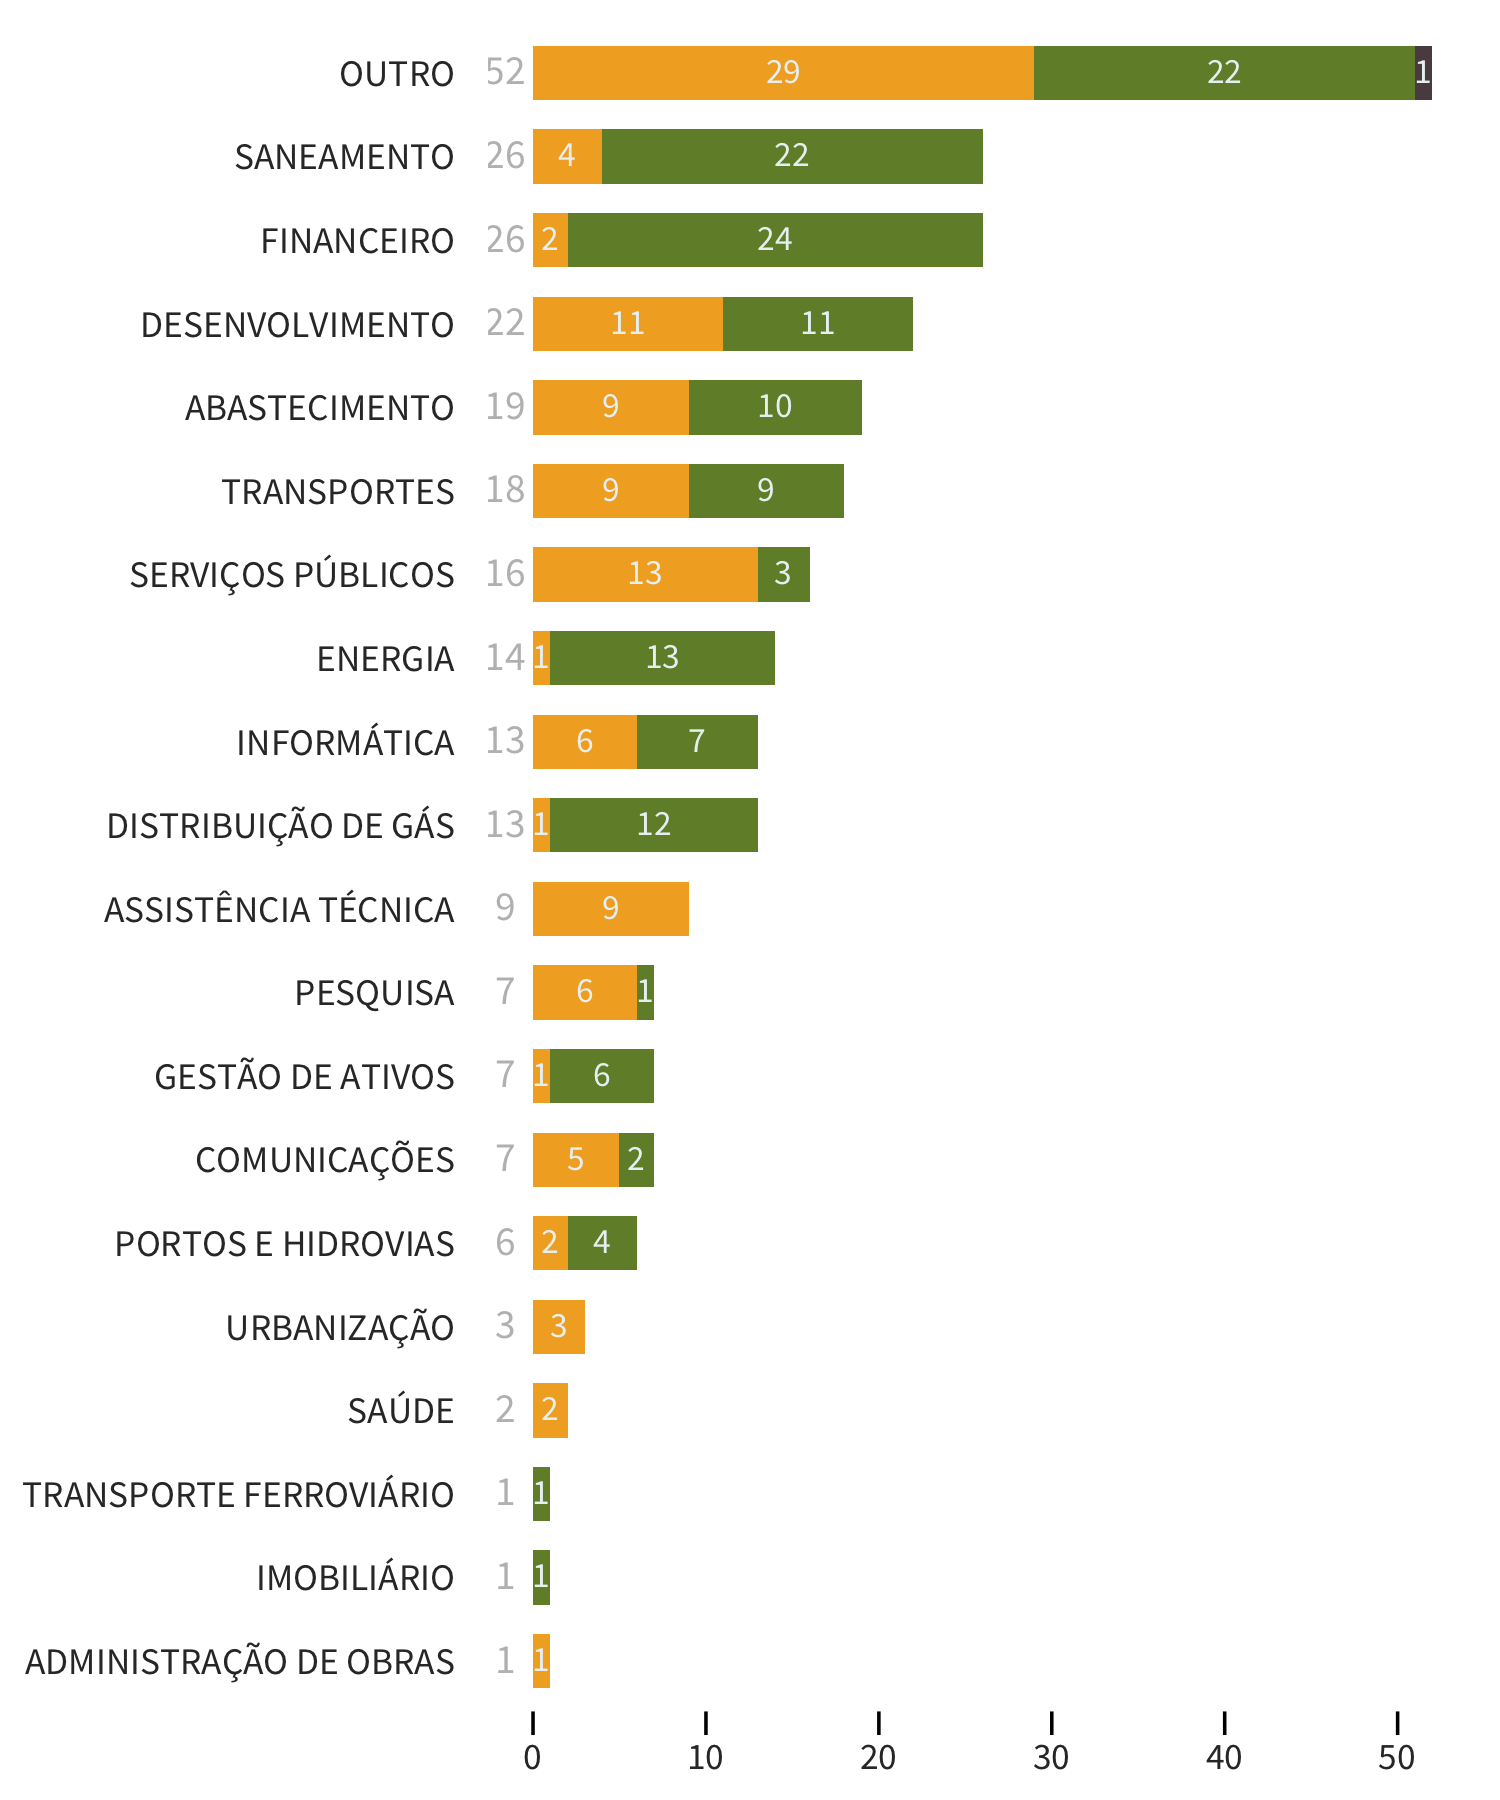 OUTRO 52 29 22 1
SANEAMENTO 26 4 22
FINANCEIRO 26 2 24
DESENVOLVIMENTO 22 11 11
ABASTECIMENTO 19 9 10
TRANSPORTES 18 9 9
SERVIÇOS PÚBLICOS 16 13 3
ENERGIA 14 1 13
INFORMÁTICA 13 6 7
DISTRIBUIÇÃO DE GÁS 13 1 12
ASSISTÊNCIA TÉCNICA 9 9
PESQUISA 7 6 1
GESTÃO DE ATIVOS 7 1 6
COMUNICAÇÕES 7 5 2
PORTOS E HIDROVIAS 6 2 4
URBANIZAÇÃO 3 3
SAÚDE 2 2
TRANSPORTE FERROVIÁRIO 1 1
IMOBILIÁRIO 1 1
ADMINISTRAÇÃO DE OBRAS 1 1
0 10 20 30 40 50